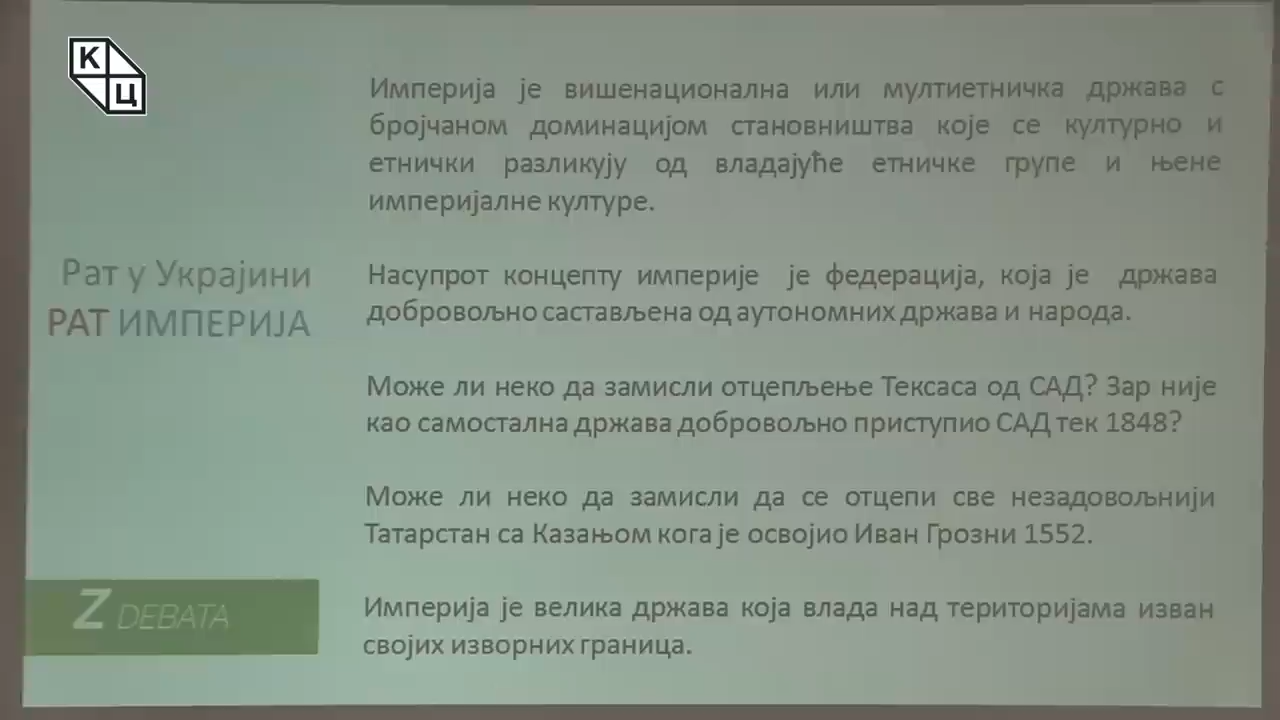 КЦ
Рат у Украјини
РАТ ИМПЕРИЈА
Империја је вишенационална или мултиетничка држава с
бројчаном доминацијом становништва које се културно и
етнички разликују од владајуће етничке групе и њене
империјалне културе.
Насупрот концепту империје је федерација, која је држава
добровољно састављена од аутономних држава и народа.
Може ли неко да замисли отцепљење Тексаса од САД? Зар није
као самостална држава добровољно приступио САД тек 1848?
Може ли неко да замисли да се отцепи све незадовољнији
Татарстан са Казањом кога је освојио Иван Грозни 1552.
Империја је велика држава која влада над територијама изван
својих изворних граница.
Z DEBATA